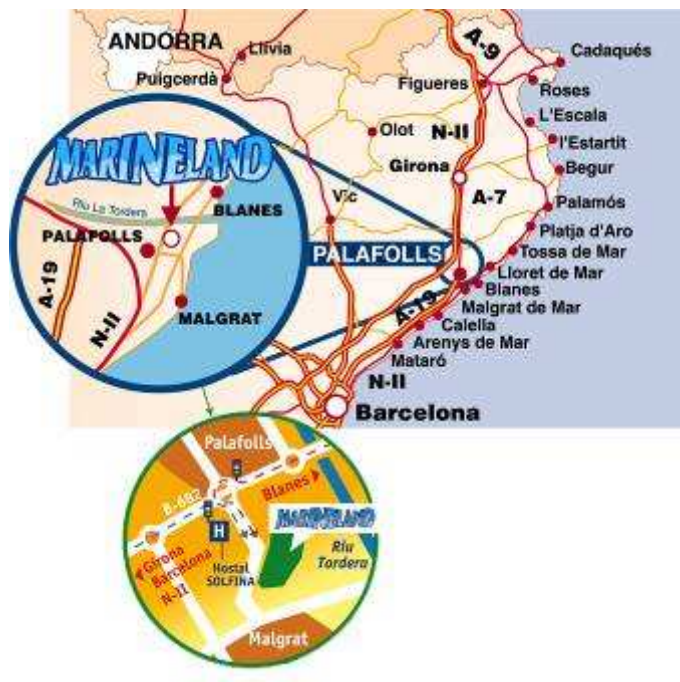 ANDORRA
Llívia
Puigcerdà
A-9
Cadaqués
Figueres
Roses
L'Escala
Olot
N-II
l'Estartit
Girona
Begur
MARINELAND
Vic
A-7
Palamós
Riu La Tordera
BLANES
Platja d'Aro
PALAFOLLS
PALAFOLLS
Tossa de Mar
Lloret de Mar
Blanes
A-19
A-19
Malgrat de Mar
MALGRAT
Calella
N-II
Arenys de Mar
Mataró
N-II
Barcelona
Palafolls
Blanes
B-682
MARINELAND
H
Riu
Tordera
Girona
Barcelona
N-II
Hostal
SOLFINA
Malgrat